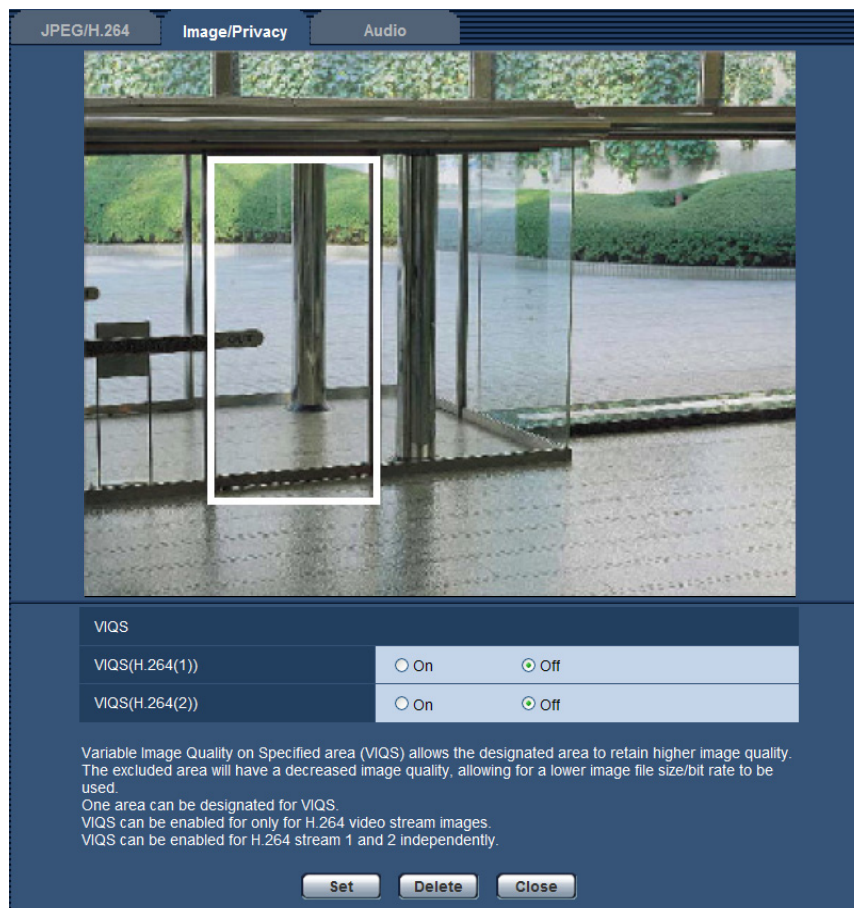 JPEG/H.264 Image/Privacy Audio
OUT
VIQS
VIQS(H.264(1)) On Off
VIQS(H.264(2)) On Off
Variable Image Quality on Specified area (VIQS) allows the designated area to retain higher image quality.
The excluded area will have a decreased image quality, allowing for a lower image file size/bit rate to be
used.
One area can be designated for VIQS.
VIQS can be enabled for only for H.264 video stream images.
VIQS can be enabled for H.264 stream 1 and 2 independently.
Set Delete Close